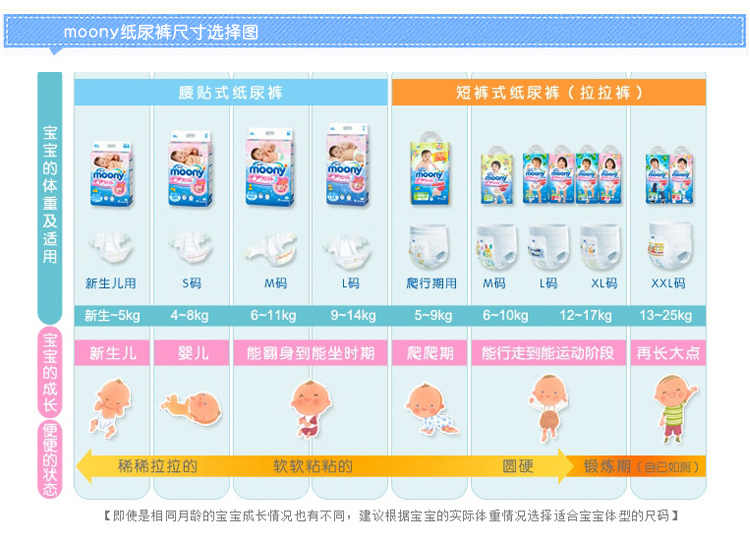 moony纸尿裤尺寸选择图
腰贴式纸尿裤
短裤式纸尿裤（拉拉裤）
宝宝的体重及适用
moony moony moony moony moony moony moony moony moony
新生儿用 S码 M码 L码 爬行期用 M码 L码 XL码 XXL码
新生~5kg 4~8kg 6~11kg 9~14kg 5~9kg 6~10kg 12~17kg 13~25kg
宝宝的成长
新生儿 婴儿 能翻身到能坐时期 爬爬期 能行走到能运动阶段 再长大点
便便的状态
稀稀拉拉的 软软粘粘的 圆硬 锻炼期（自已如厕）
【即使是相同月龄的宝宝成长情况也有不同，建议根据宝宝的实际体重情况选择适合宝宝体型的尺码】